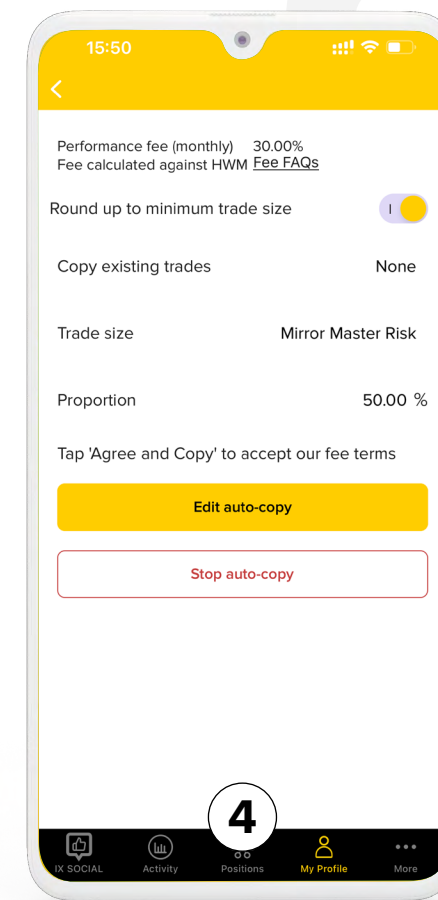 15:50
Performance fee (monthly) 30.00%
Fee calculated against HWM Fee FAQs
Round up to minimum trade size
Copy existing trades None
Trade size Mirror Master Risk
Proportion 50.00 %
Tap 'Agree and Copy' to accept our fee terms
Edit auto-copy
Stop auto-copy
4
IX SOCIAL Activity Positions My Profile More